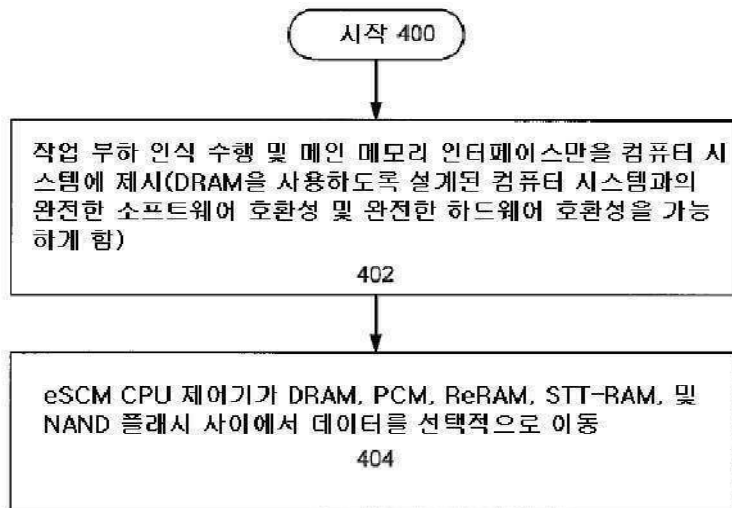 시작 400
작업 부하 인식 수행 및 메인 메모리 인터페이스만을 컴퓨터 시
스템에 제시(DRAM을 사용하도록 설계된 컴퓨터 시스템과의
완전한 소프트웨어 호환성 및 완전한 하드웨어 호환성을 가능
하게 함)
402
eSCM CPU 제어기가 DRAM, PCM, ReRAM, STT-RAM, 및
NAND 플래시 사이에서 데이터를 선택적으로 이동
404